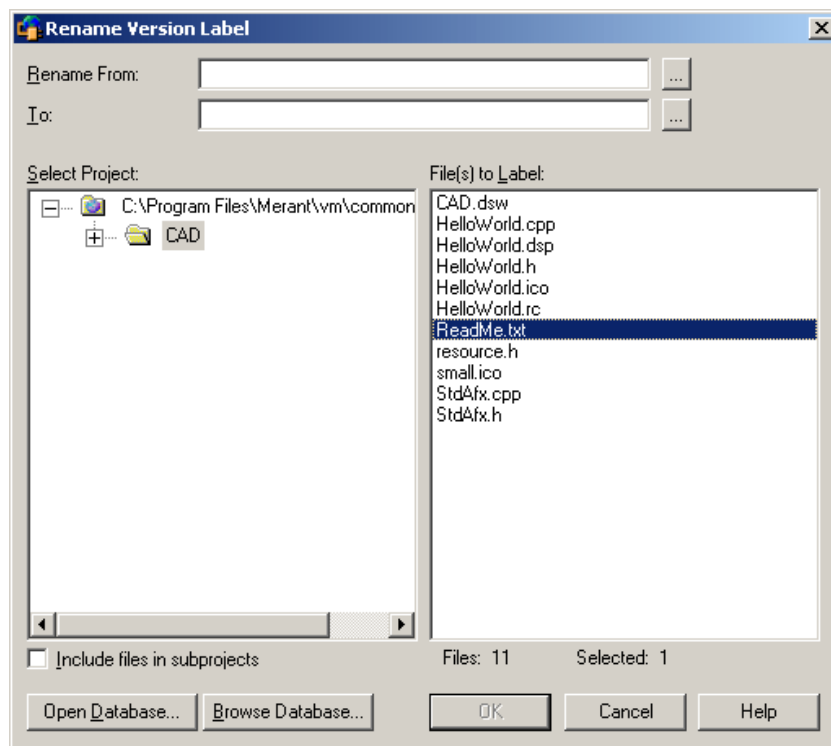 Rename Version Label
Rename From:
...
To:
...
Select Project:
File(s) to Label:
C:\Program Files\Merant\vm\common
CAD
CAD.dsw
HelloWorld.cpp
HelloWorld.dsp
HelloWorld.h
HelloWorld.ico
HelloWorld.rc
ReadMe.txt
resource.h
small.ico
StdAfx.cpp
StdAfx.h
Include files in subprojects
Files: 11 Selected: 1
Open Database... Browse Database... OK Cancel Help